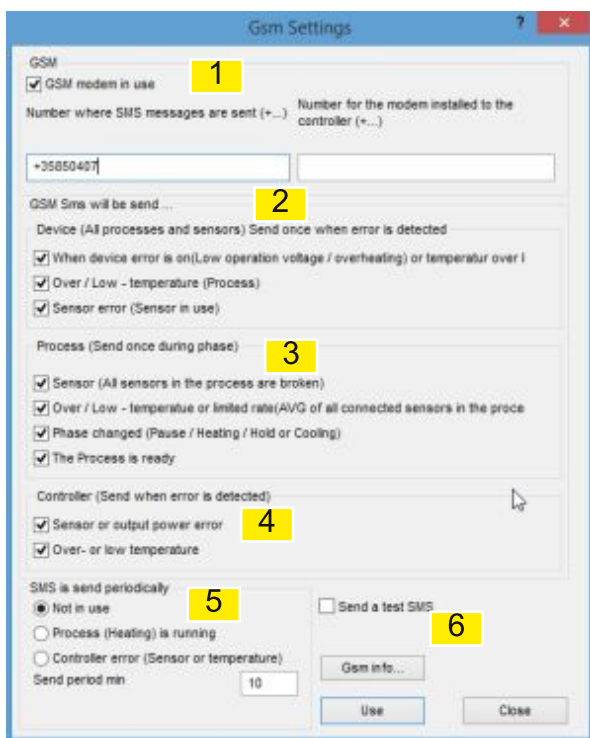 Gsm Settings
?
×
GSM
1
GSM modem in use
Number where SMS messages are sent (+...)
Number for the modem installed to the
controller (+...)
+35850407
GSM Sms will be send ...
2
Device (All processes and sensors) Send once when error is detected
When device error is on(Low operation voltage / overheating) or temperatur over l
Over / Low - temperature (Process)
Sensor error (Sensor in use)
Process (Send once during phase)
3
Sensor (All sensors in the process are broken)
Over / Low - temperatue or limited rate(AVG of all connected sensors in the proce
Phase changed (Pause / Heating / Hold or Cooling)
The Process is ready
Controller (Send when error is detected)
Sensor or output power error
4
Over- or low temperature
SMS is send periodically
5
Not in use
Process (Heating) is running
Controller error (Sensor or temperature)
Send period min
10
Send a test SMS
6
Gsm info...
Use
Close